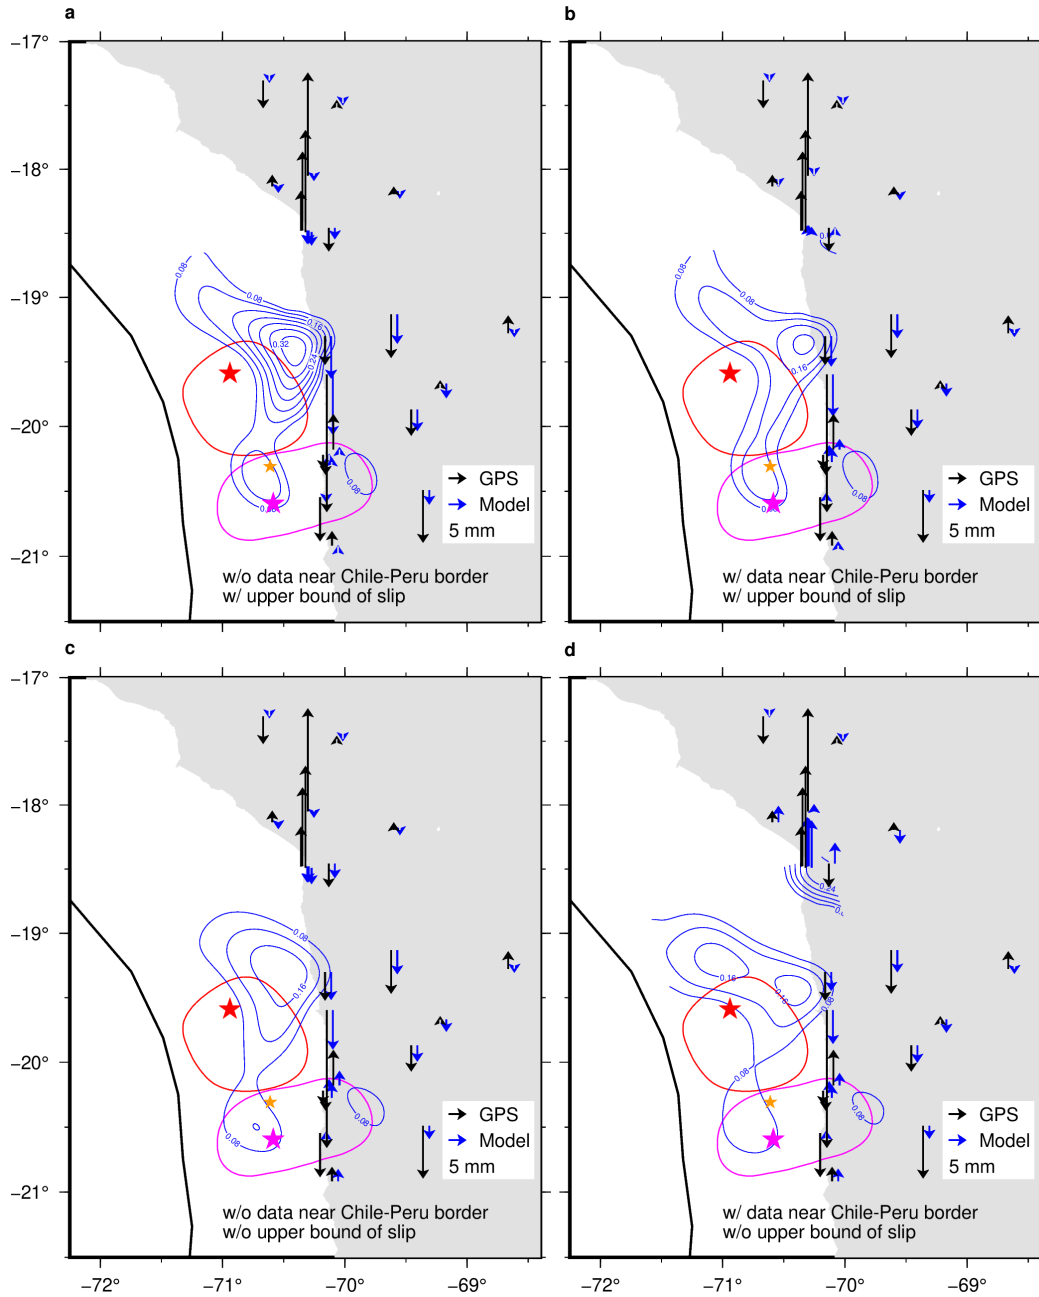 a
b
−17°
−18°
−19°
−20°
−21°
0.08
0.08
0.16
0.32
0.24
0.08
GPS
Model
5 mm
w/o data near Chile-Peru border
w/ upper bound of slip
0.08
0.08
0.16
0.08
GPS
Model
5 mm
w/ data near Chile-Peru border
w/ upper bound of slip
c
d
−17°
−18°
−19°
−20°
−21°
0.08
0.16
0.08
0.08
GPS
Model
5 mm
w/o data near Chile-Peru border
w/o upper bound of slip
0.24
0.16
0.16
0.08
0.08
0.08
GPS
Model
5 mm
w/ data near Chile-Peru border
w/o upper bound of slip
−72°
−71°
−70°
−69°
−72°
−71°
−70°
−69°